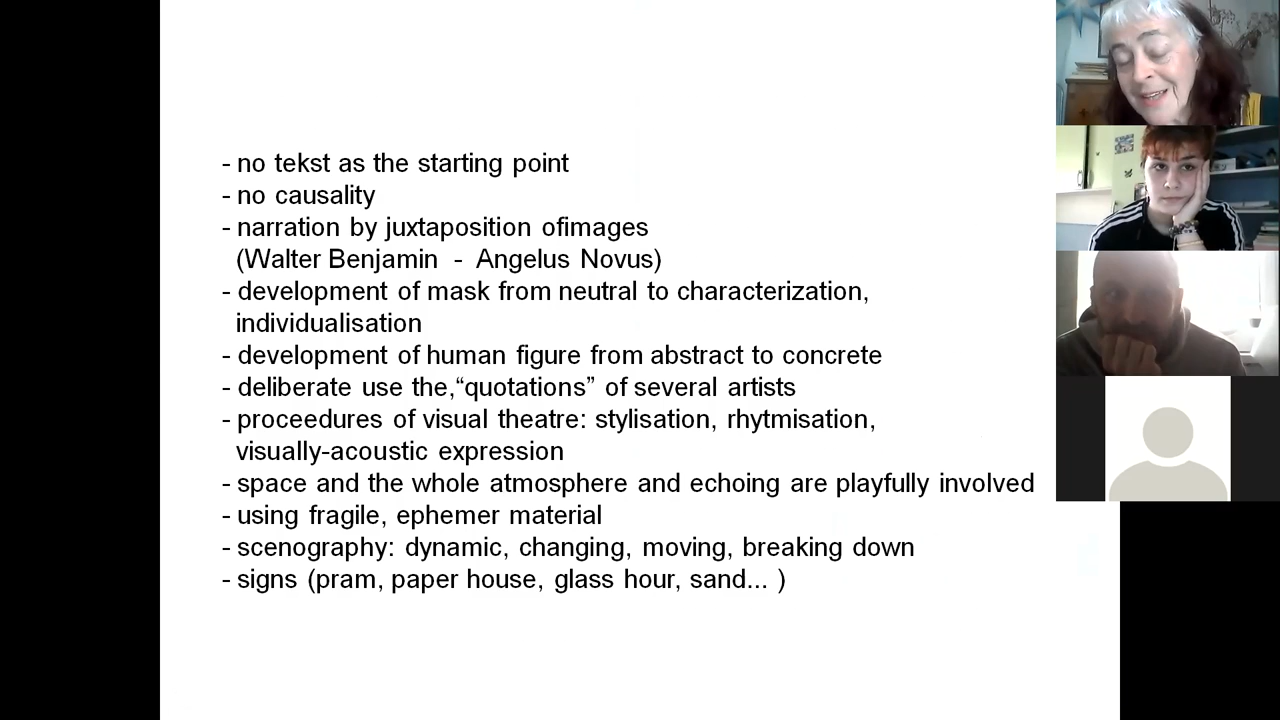 - no tekst as the starting point
- no causality
- narration by juxtaposition ofimages
(Walter Benjamin - Angelus Novus)
- development of mask from neutral to characterization,
individualisation
- development of human figure from abstract to concrete
- deliberate use the,“quotations” of several artists
- proceedures of visual theatre: stylisation, rhytmisation,
visually-acoustic expression
- space and the whole atmosphere and echoing are playfully involved
- using fragile, ephemer material
- scenography: dynamic, changing, moving, breaking down
- signs (pram, paper house, glass hour, sand... )